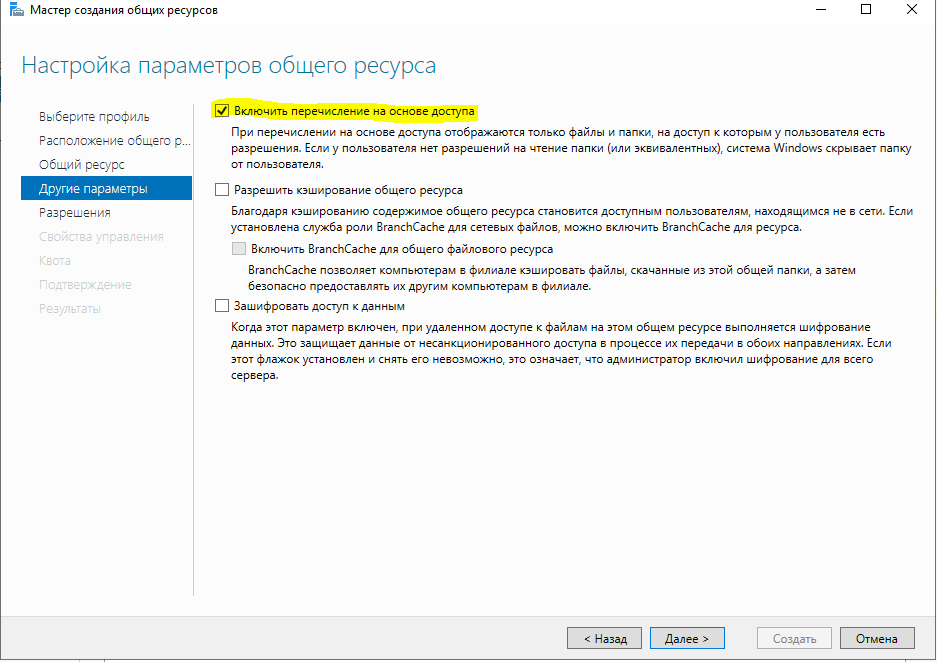 Мастер создания общих ресурсов
Настройка параметров общего ресурса
Выберите профиль
Расположение общего р...
Общий ресурс
Другие параметры
Разрешения
Свойства управления
Квота
Подтверждение
Результаты
Включить перечисление на основе доступа
При перечислении на основе доступа отображаются только файлы и папки, на доступ к которым у пользователя есть
разрешения. Если у пользователя нет разрешений на чтение папки (или эквивалентных), система Windows скрывает папку
от пользователя.
Разрешить кэширование общего ресурса
Благодаря кэшированию содержимое общего ресурса становится доступным пользователям, находящимся не в сети. Если
установлена служба роли BranchCache для сетевых файлов, можно включить BranchCache для ресурса.
Включить BranchCache для общего файлового ресурса
BranchCache позволяет компьютерам в филиале кэшировать файлы, скачанные из этой общей папки, а затем
безопасно предоставлять их другим компьютерам в филиале.
Зашифровать доступ к данным
Когда этот параметр включен, при удаленном доступе к файлам на этом общем ресурсе выполняется шифрование
данных. Это защищает данные от несанкционированного доступа в процессе их передачи в обоих направлениях. Если
этот флажок установлен и снять его невозможно, это означает, что администратор включил шифрование для всего
сервера.
< Назад
Далее >
Создать
Отмена